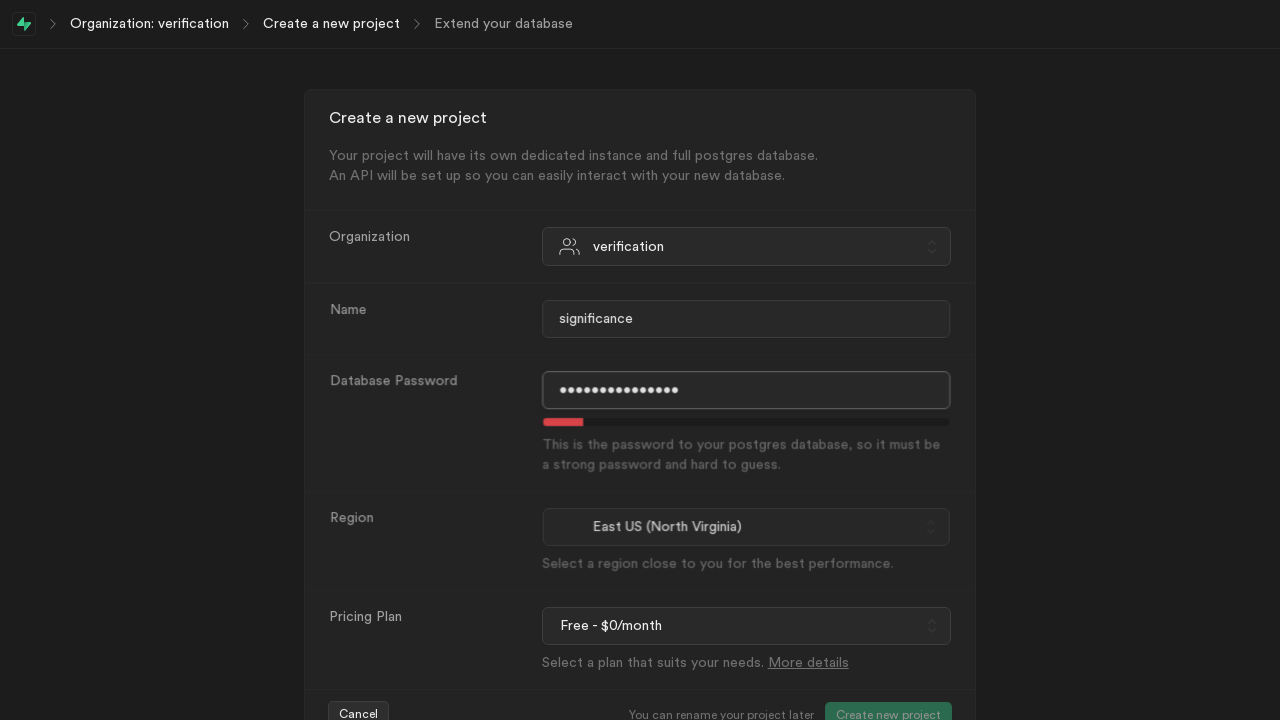 Organization: verification
Create a new project
Extend your database
Create a new project
Your project will have its own dedicated instance and full postgres database.
An API will be set up so you can easily interact with your new database.
Organization
verification
Name
significance
Database Password
•••••••••••••••
This is the password to your postgres database, so it must be
a strong password and hard to guess.
Region
East US (North Virginia)
Select a region close to you for the best performance.
Pricing Plan
Free - $0/month
Select a plan that suits your needs. More details
Cancel
You can rename your project later
Create new project